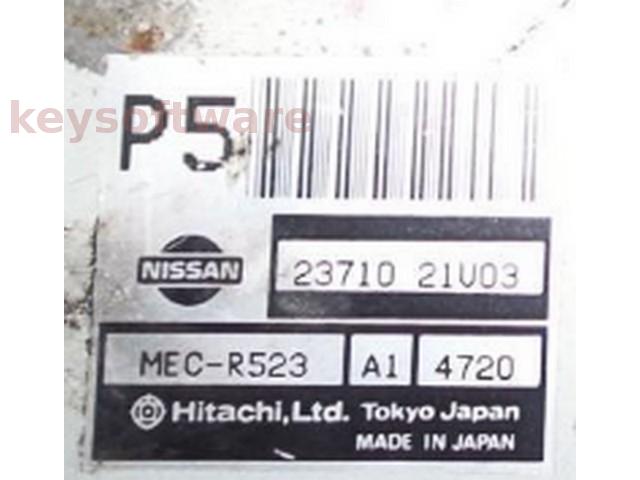 P5
keysoftware
NISSAN
23710 21V03
MEC-R523 A1 4720
Hitachi, Ltd. Tokyo Japan
MADE IN JAPAN